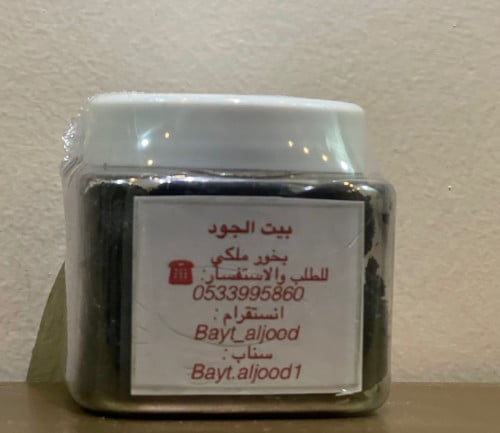 بيت الجود
بخور ملكي
للطلب والاستفسار:
0533995860
انستقرام :
Bayt_aljood
سناب :
Bayt.aljood1